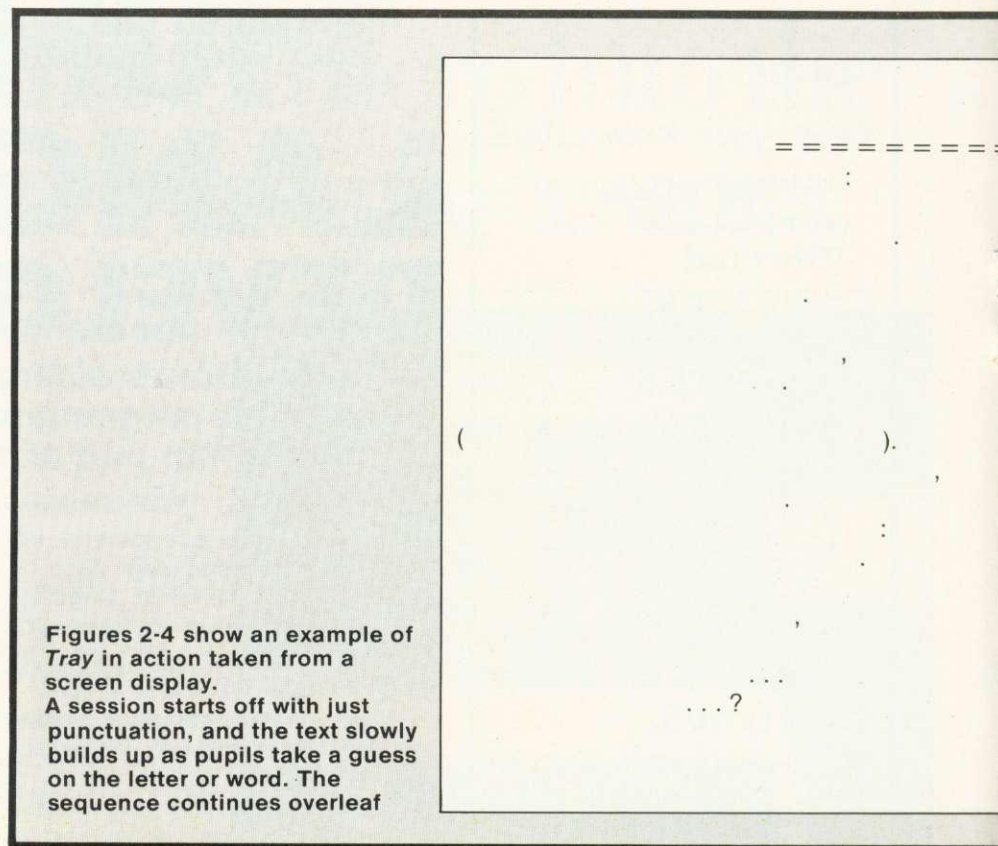 = = = = = = = = =
:
.
.
,
.
( ).
,
.
:
.
,
. . .
. . . ?
Figures 2-4 show an example of
Tray in action taken from a
screen display.
A session starts off with just
punctuation, and the text slowly
builds up as pupils take a guess
on the letter or word. The
sequence continues overleaf